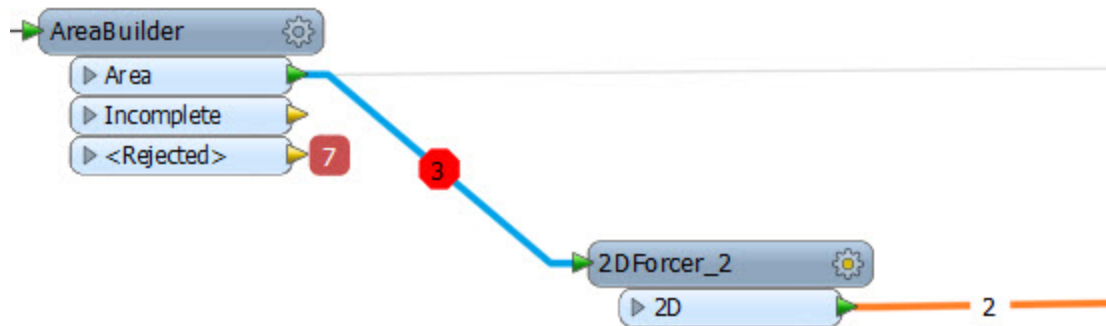 AreaBuilder
Area
Incomplete
<Rejected>
7
3
2DForcer_2
2D
2